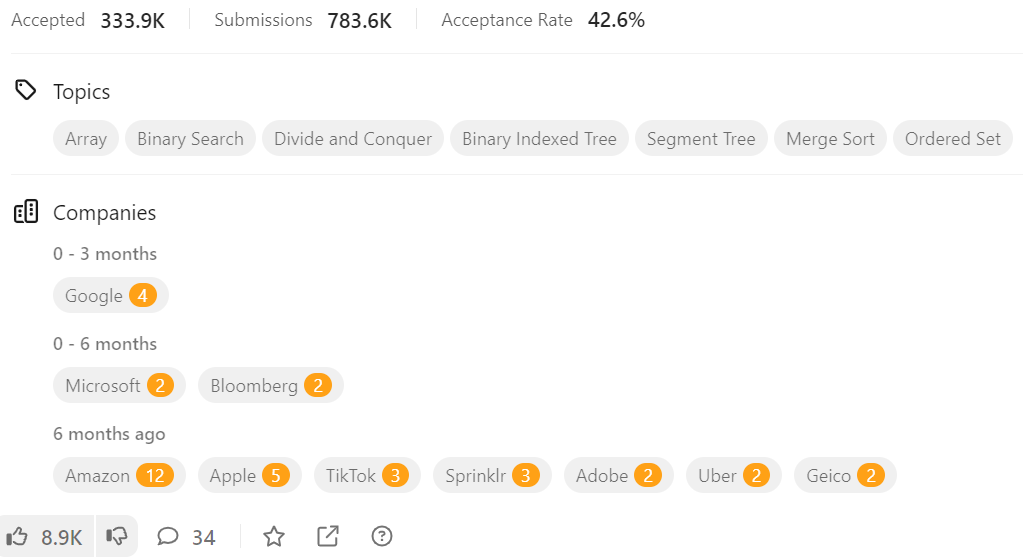 Accepted 333.9K Submissions 783.6K Acceptance Rate 42.6%
Topics
Array Binary Search Divide and Conquer Binary Indexed Tree Segment Tree Merge Sort Ordered Set
Companies
0 - 3 months
Google 4
0 - 6 months
Microsoft 2 Bloomberg 2
6 months ago
Amazon 12 Apple 5 TikTok 3 Sprinklr 3 Adobe 2 Uber 2 Geico 2
8.9K 34